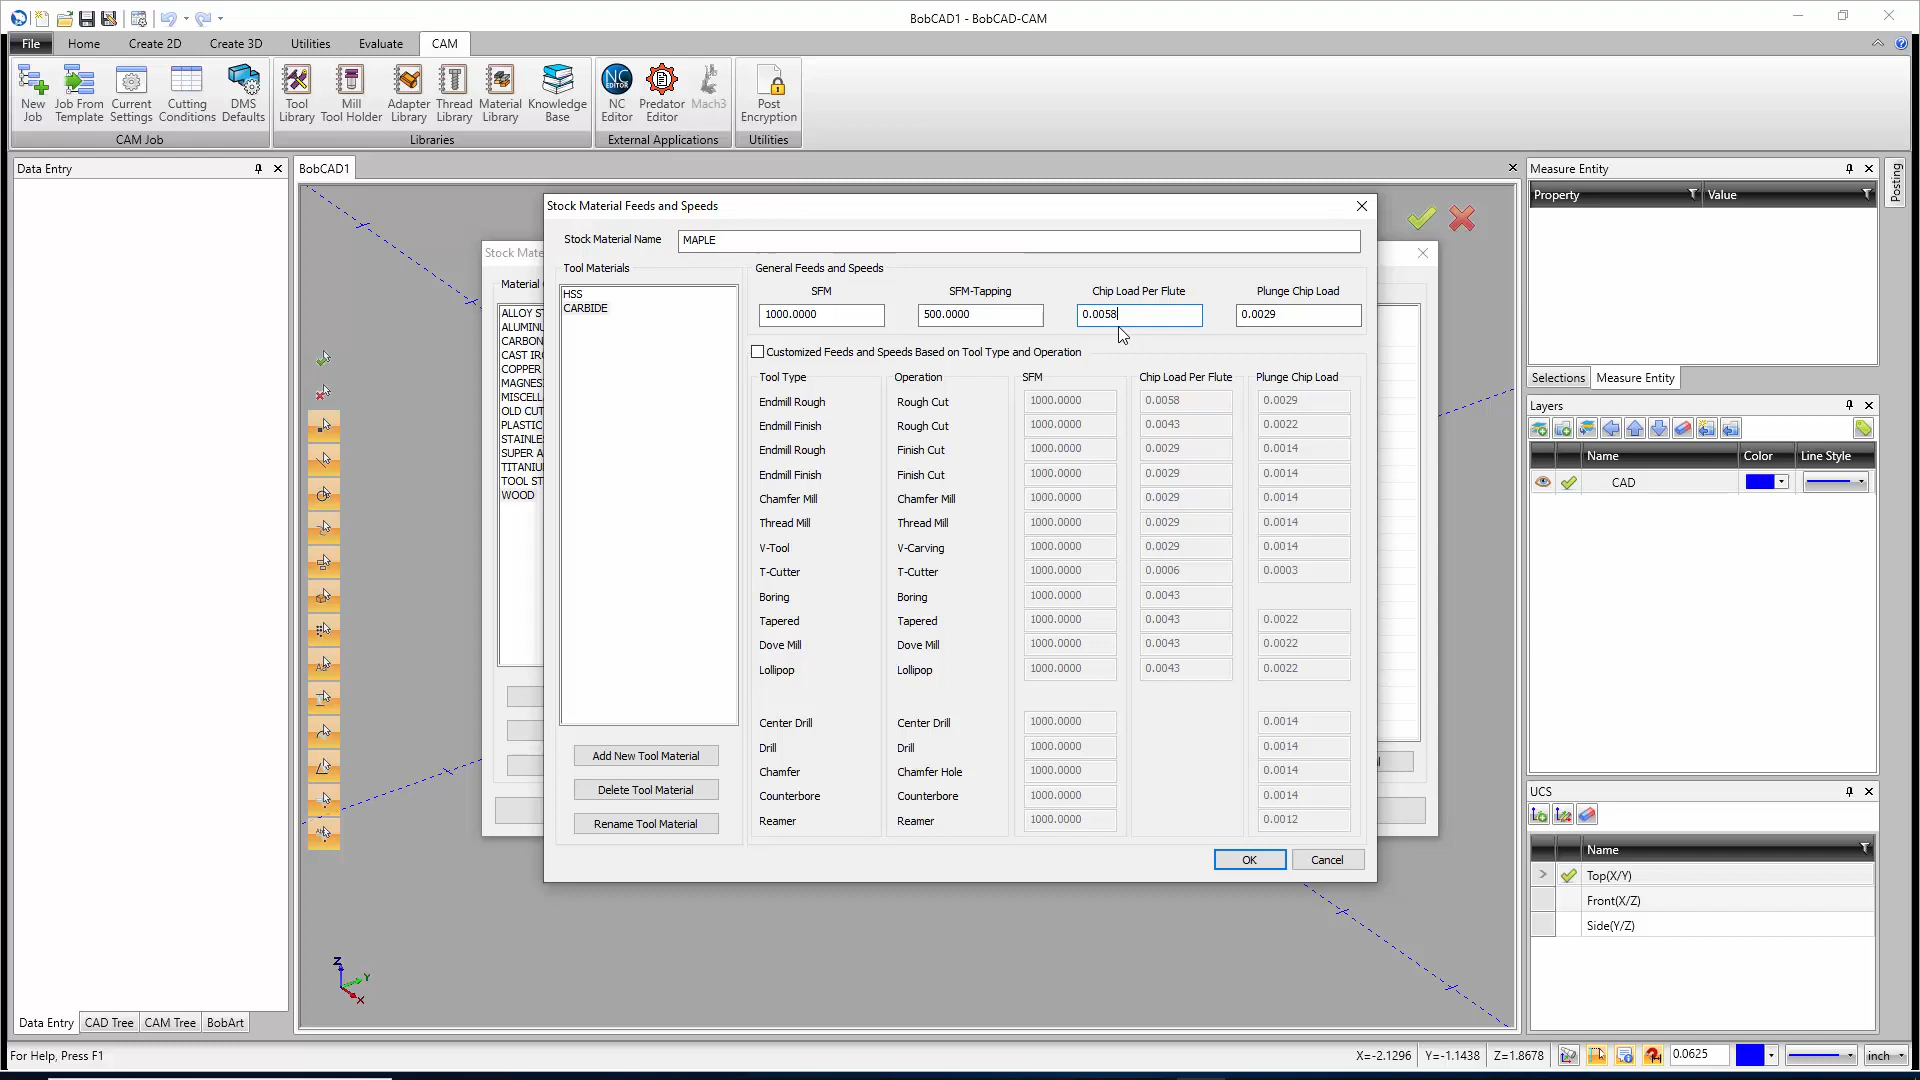 BobCAD1 - BobCAD-CAM
File Home Create 2D Create 3D Utilities Evaluate CAM
New Job
Job From Template
Current Settings
Cutting Conditions
DMS Defaults
Tool Library
Mill Tool Holder
Adapter Library
Thread Library
Material Library
Knowledge Base
NC Editor
Predator Editor
Mach3
Post Encryption
CAM Job Libraries External Applications Utilities
Data Entry
BobCAD1
Measure Entity
Posting
Property Value
Stock Material Feeds and Speeds
Stock Mate
Material
Stock Material Name MAPLE
Tool Materials
General Feeds and Speeds
HSS
CARBIDE
SFM SFM-Tapping Chip Load Per Flute Plunge Chip Load
1000.0000 500.0000 0.0058 0.0029
ALLOY S
ALUMIN
CARBON
CAST IR
COPPER
MAGNES
MISCELL
OLD CUT
PLASTIC
STAINLE
SUPER A
TITANIU
TOOL ST
WOOD
Customized Feeds and Speeds Based on Tool Type and Operation
Tool Type Operation SFM Chip Load Per Flute Plunge Chip Load
Endmill Rough Rough Cut 1000.0000 0.0058 0.0029
Endmill Finish Rough Cut 1000.0000 0.0043 0.0022
Endmill Rough Finish Cut 1000.0000 0.0029 0.0014
Endmill Finish Finish Cut 1000.0000 0.0029 0.0014
Chamfer Mill Chamfer Mill 1000.0000 0.0029 0.0014
Thread Mill Thread Mill 1000.0000 0.0029 0.0014
V-Tool V-Carving 1000.0000 0.0029 0.0014
T-Cutter T-Cutter 1000.0000 0.0006 0.0003
Boring Boring 1000.0000 0.0043
Tapered Tapered 1000.0000 0.0043 0.0022
Dove Mill Dove Mill 1000.0000 0.0043 0.0022
Lollipop Lollipop 1000.0000 0.0043 0.0022
Center Drill Center Drill 1000.0000 0.0014
Drill Drill 1000.0000 0.0014
Chamfer Chamfer Hole 1000.0000 0.0014
Counterbore Counterbore 1000.0000 0.0014
Reamer Reamer 1000.0000 0.0012
Add New Tool Material
Delete Tool Material
Rename Tool Material
OK Cancel
Selections Measure Entity
Layers
Name Color Line Style
CAD
UCS
Name
Top(X/Y)
Front(X/Z)
Side(Y/Z)
Z
Y
X
Data Entry CAD Tree CAM Tree BobArt
For Help, Press F1
X=-2.1296 Y=-1.1438 Z=1.8678 0.0625 inch